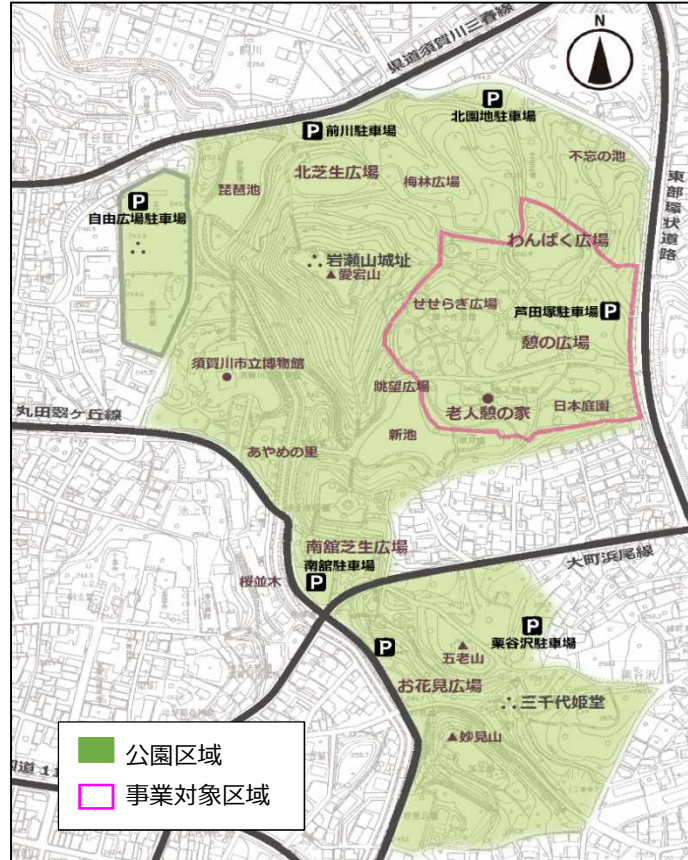 N
県道須賀川三春線
P 北園地駐車場
P 前川駐車場
不忘の池
北芝生広場
梅林広場
琵琶池
東部環状道路
P
自由広場駐車場
わんぱく広場
岩瀬山城址
▲愛宕山
せせらぎ広場
芦田塚駐車場 P
憩の広場
須賀川市立博物館
眺望広場
老人憩の家
日本庭園
丸田翠ケ丘線
新池
あやめの里
南舘芝生広場
南舘駐車場
P
大町浜尾線
桜並木
P
P
栗谷沢駐車場
五老山
お花見広場
三千代姫堂
▲妙見山
栗谷沢
公園区域
事業対象区域